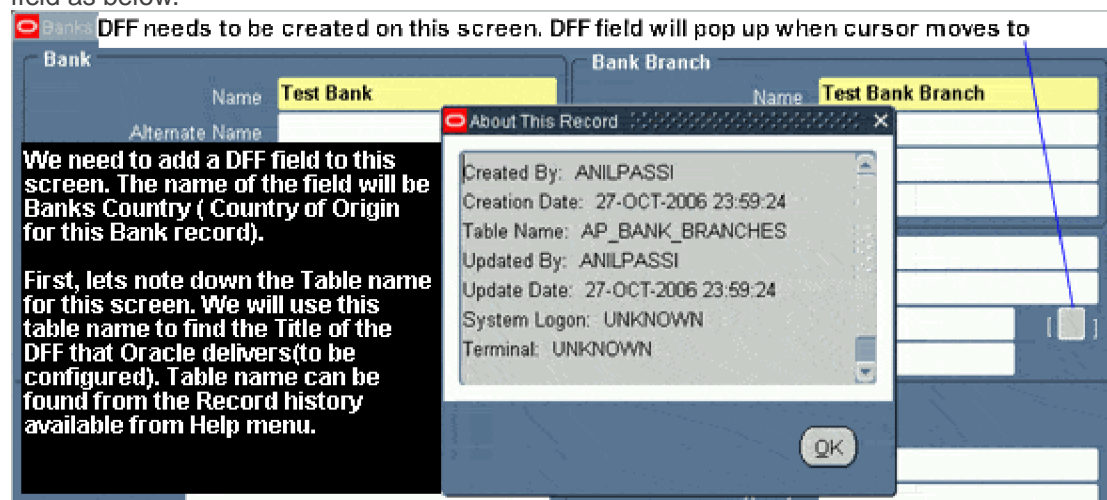 field as below.
Banks DFF needs to be created on this screen. DFF field will pop up when cursor moves to
Bank
Bank Branch
Name Test Bank
Name Test Bank Branch
Alternate Name
About This Record
We need to add a DFF field to this
screen. The name of the field will be
Banks Country ( Country of Origin
for this Bank record).
First, lets note down the Table name
for this screen. We will use this
table name to find the Title of the
DFF that Oracle delivers(to be
configured). Table name can be
found from the Record history
available from Help menu.
Created By: ANILPASSI
Creation Date: 27-OCT-2006 23:59:24
Table Name: AP_BANK_BRANCHES
Updated By: ANILPASSI
Update Date: 27-OCT-2006 23:59:24
System Logon: UNKNOWN
Terminal: UNKNOWN
[ ]
OK